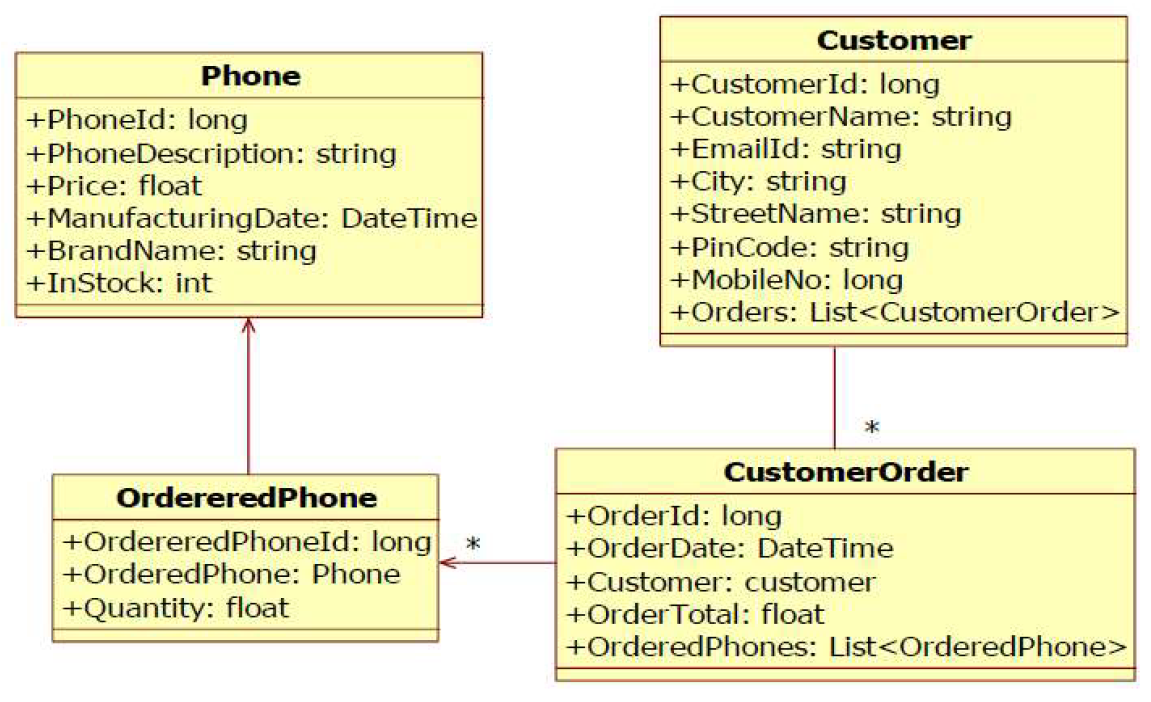 Phone
+PhoneId: long
+PhoneDescription: string
+Price: float
+ManufacturingDate: DateTime
+BrandName: string
+InStock: int
Customer
+CustomerId: long
+CustomerName: string
+EmailId: string
+City: string
+StreetName: string
+PinCode: string
+MobileNo: long
+Orders: List<CustomerOrder>
*
OrdereredPhone
+OrdereredPhoneId: long
+OrderedPhone: Phone
+Quantity: float
*
CustomerOrder
+OrderId: long
+OrderDate: DateTime
+Customer: customer
+OrderTotal: float
+OrderedPhones: List<OrderedPhone>